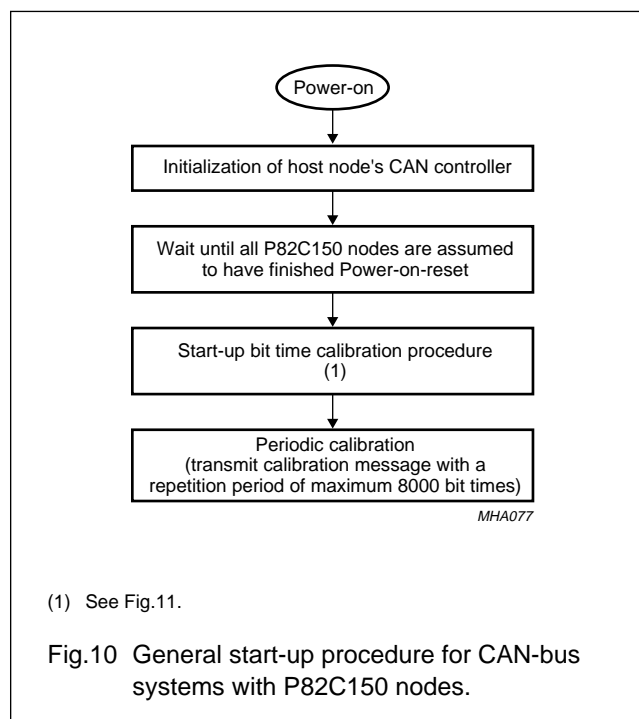 Power-on
Initialization of host node's CAN controller
Wait until all P82C150 nodes are assumed
to have finished Power-on-reset
Start-up bit time calibration procedure
(1)
Periodic calibration
(transmit calibration message with a
repetition period of maximum 8000 bit times)
MHA077
(1) See Fig.11.
Fig.10 General start-up procedure for CAN-bus
systems with P82C150 nodes.